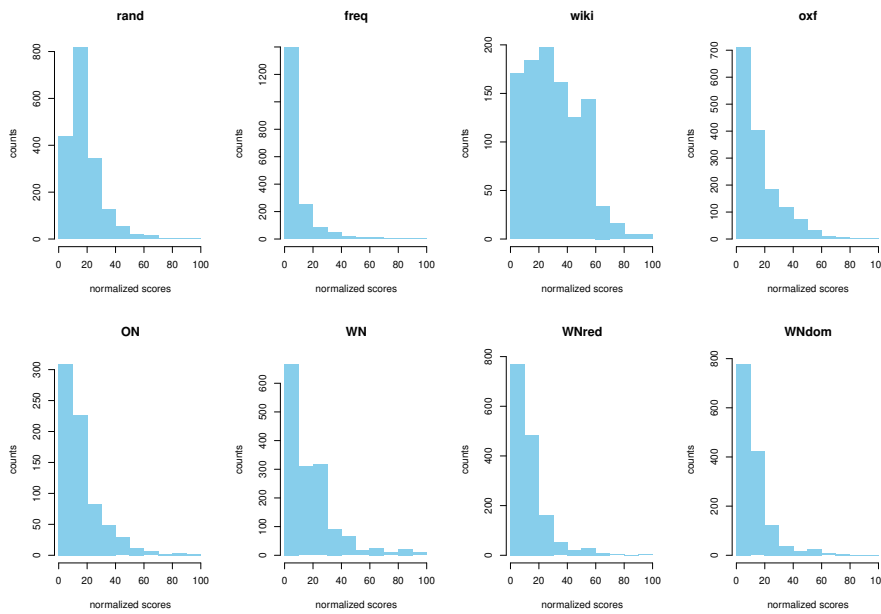 rand
freq
wiki
oxf
counts
0 200 400 600 800
0 20 40 60 80 100
normalized scores
counts
0 200 400 600 800 1000 1400
0 20 40 60 80 100
normalized scores
counts
0 50 100 150 200
0 20 40 60 80 100
normalized scores
counts
0 100 200 300 400 500 600 700
0 20 40 60 80 100
normalized scores
ON
WN
WNred
WNdom
counts
0 50 100 150 200 250 300
0 20 40 60 80 100
normalized scores
counts
0 100 200 300 400 500 600
0 20 40 60 80 100
normalized scores
counts
0 200 400 600 800
0 20 40 60 80 100
normalized scores
counts
0 200 400 600 800
0 20 40 60 80 100
normalized scores